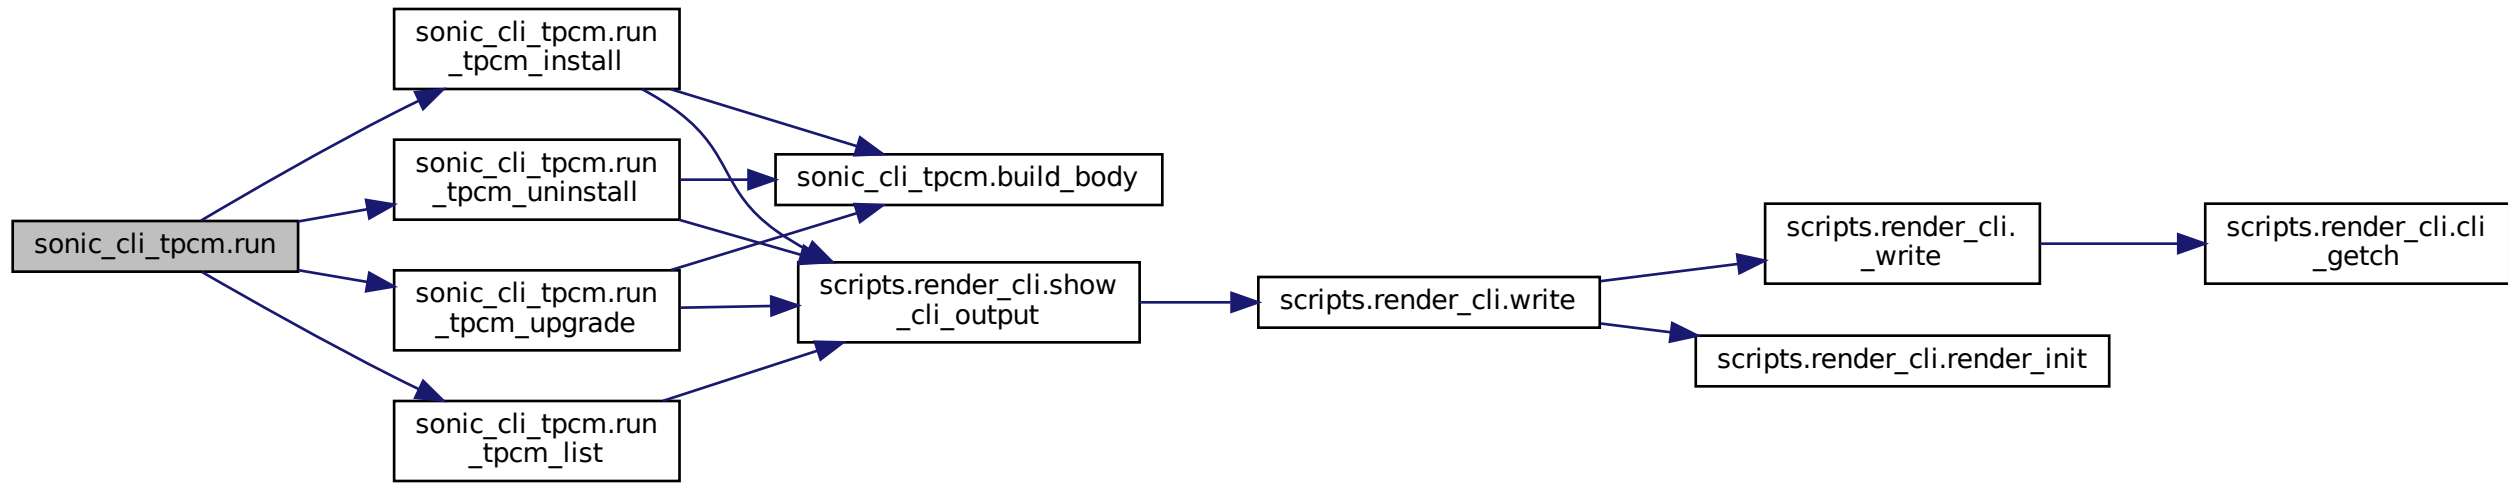 sonic_cli_tpcm.run
sonic_cli_tpcm.run
_tpcm_install
sonic_cli_tpcm.run
_tpcm_uninstall
sonic_cli_tpcm.run
_tpcm_upgrade
sonic_cli_tpcm.run
_tpcm_list
sonic_cli_tpcm.build_body
scripts.render_cli.show
_cli_output
scripts.render_cli.write
scripts.render_cli.
_write
scripts.render_cli.render_init
scripts.render_cli.cli
_getch